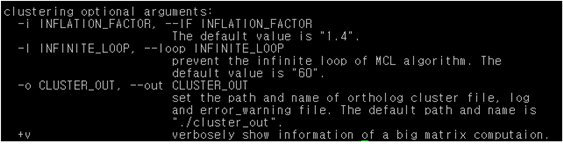 clustering optional arguments:
-i INFLATION_FACTOR, --IF INFLATION_FACTOR
The default value is "1.4".
-l INFINITE_LOOP, --loop INFINITE_LOOP
prevent the infinite loop of MCL algorithm. The
default value is "60".
-o CLUSTER_OUT, --out CLUSTER_OUT
set the path and name of ortholog cluster file, log
and error_warning file. The default path and name is
"./cluster_out".
+v verbosely show information of a big matrix computaion.